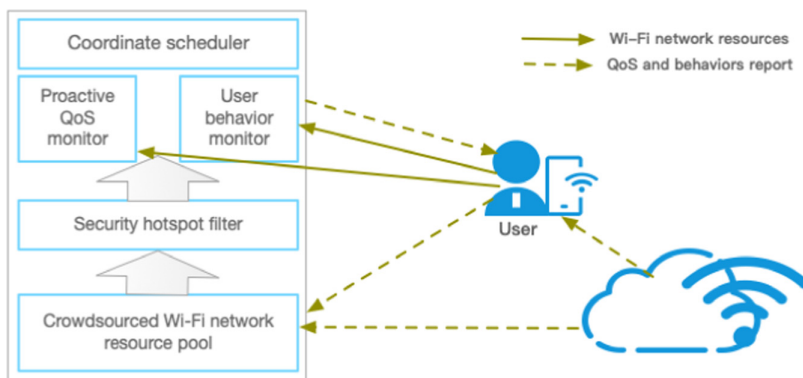 Coordinate scheduler
Proactive
QoS
monitor
User
behavior
monitor
Security hotspot filter
Crowdsourced Wi-Fi network
resource pool
Wi-Fi network resources
QoS and behaviors report
User